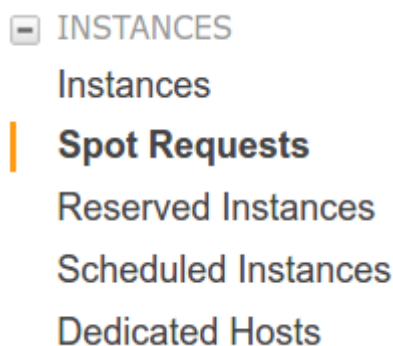 INSTANCES
Instances
Spot Requests
Reserved Instances
Scheduled Instances
Dedicated Hosts